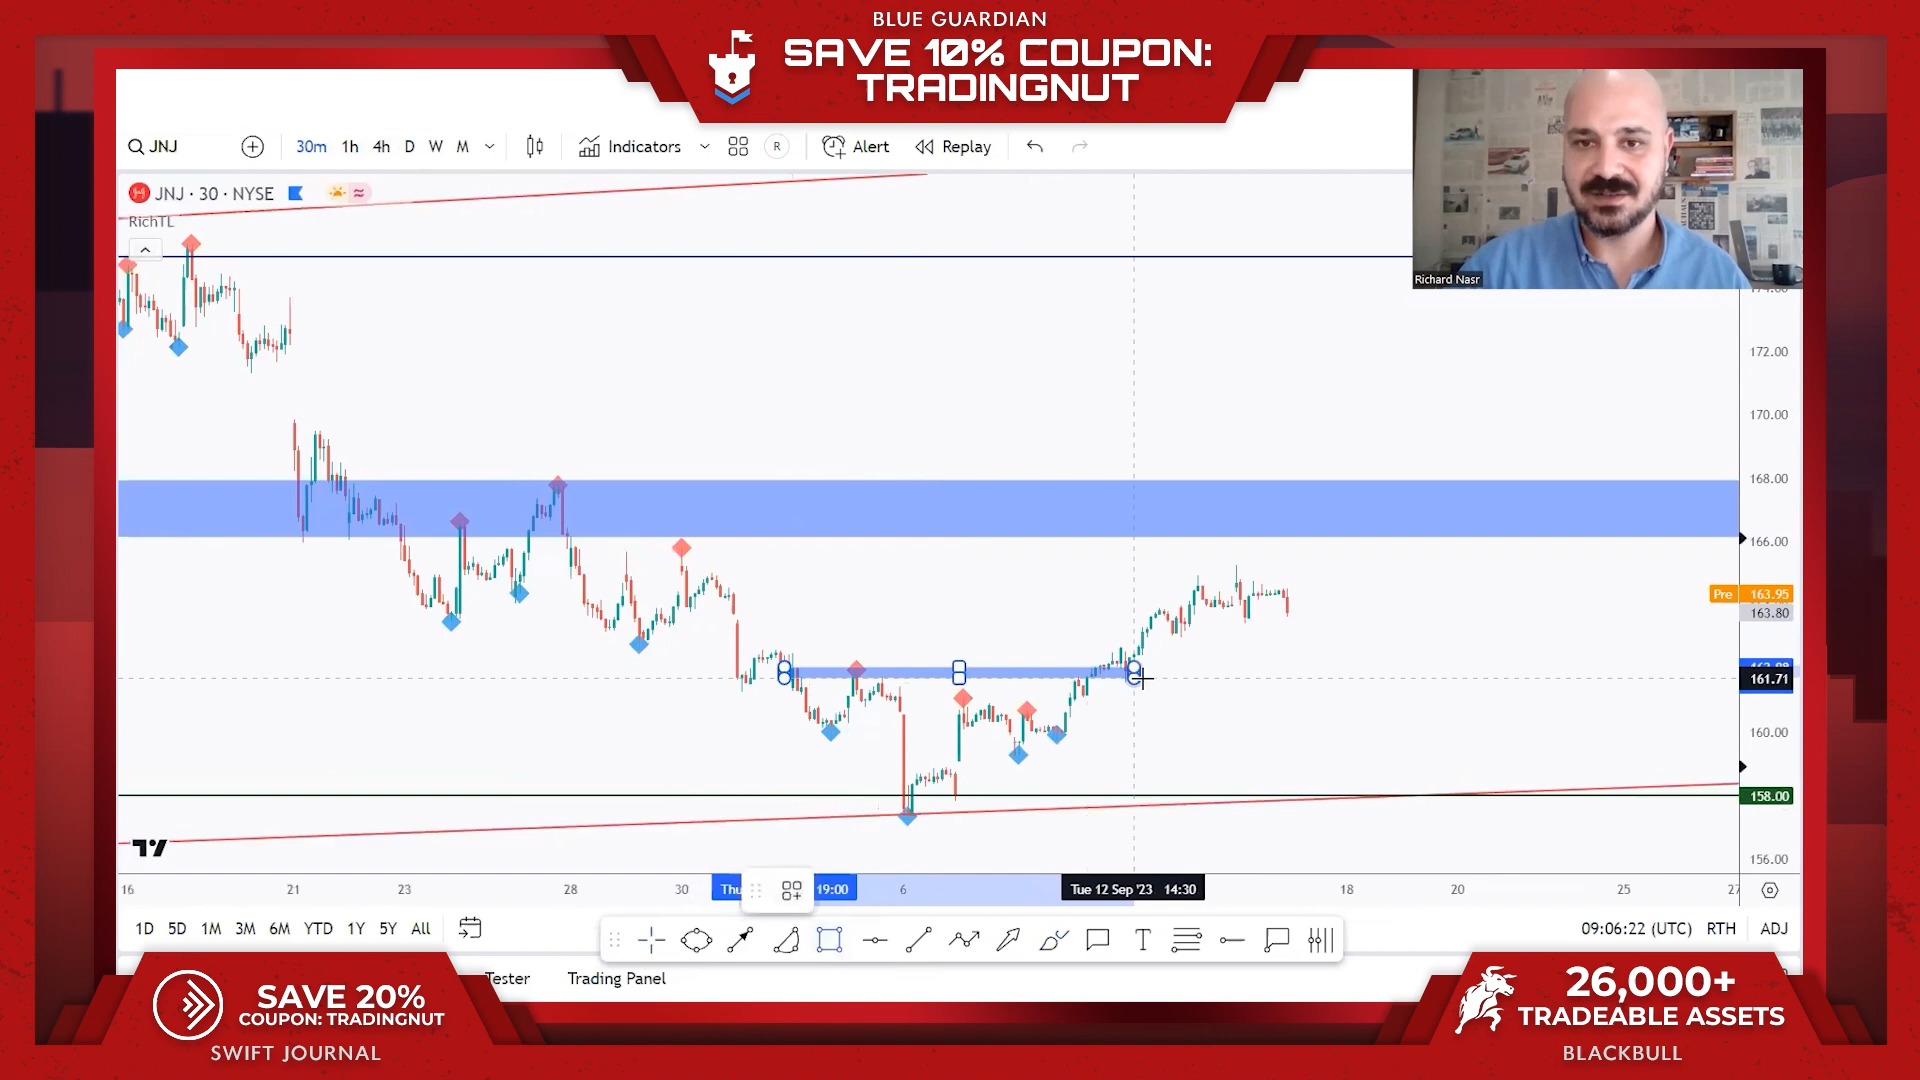 BLUE GUARDIAN
SAVE 10% COUPON:
TRADINGNUT
JNJ
30m 1h 4h D W M
Indicators
R
Alert
Replay
JNJ · 30 · NYSE
RichTL
Richard Nasr
172.00
170.00
168.00
166.00
Pre 163.95
163.80
161.71
160.00
158.00
156.00
16 21 23 28 30 Thu 19:00 6 Tue 12 Sep '23 14:30 18 20 25 27
1D 5D 1M 3M 6M YTD 1Y 5Y All
09:06:22 (UTC) RTH ADJ
Tester Trading Panel
SAVE 20%
COUPON: TRADINGNUT
SWIFT JOURNAL
26,000+
TRADEABLE ASSETS
BLACKBULL